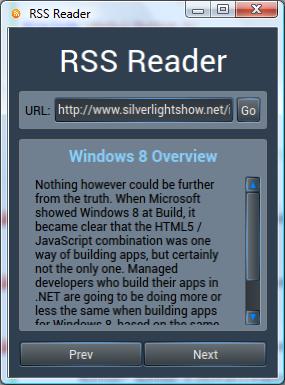 RSS Reader
RSS Reader
URL: http://www.silverlightshow.net/ Go
Windows 8 Overview
Nothing however could be further
from the truth. When Microsoft
showed Windows 8 at Build, it
became clear that the HTML5 /
JavaScript combination was one
way of building apps, but certainly
not the only one. Managed
developers who build their apps in
.NET are going to be doing more or
less the same when building apps
for Windows 8, based on the same
Prev Next